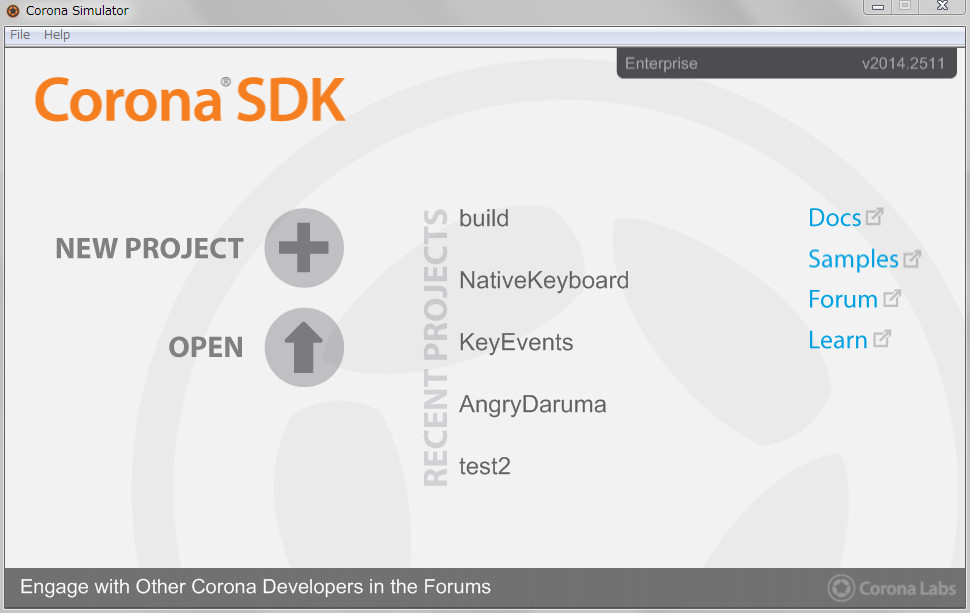 Corona Simulator
File Help
Enterprise v2014.2511
Corona® SDK
NEW PROJECT
OPEN
RECENT PROJECTS
build
NativeKeyboard
KeyEvents
AngryDaruma
test2
Docs
Samples
Forum
Learn
Engage with Other Corona Developers in the Forums
Corona Labs